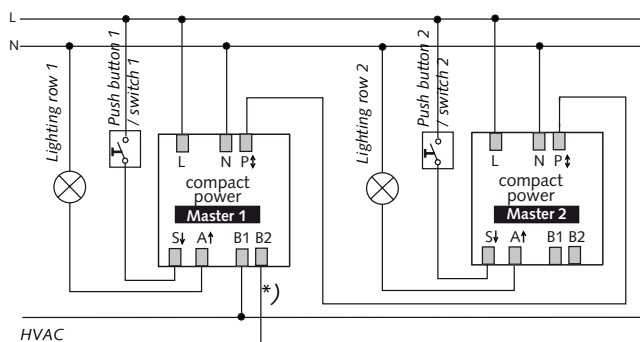 L
N
Lighting row 1
Push button 1
/ switch 1
L N P
compact
power
Master 1
S↓ A↑ B1 B2
*)
Lighting row 2
Push button 2
/ switch 2
L N P
compact
power
Master 2
S↓ A↑ B1 B2
HVAC